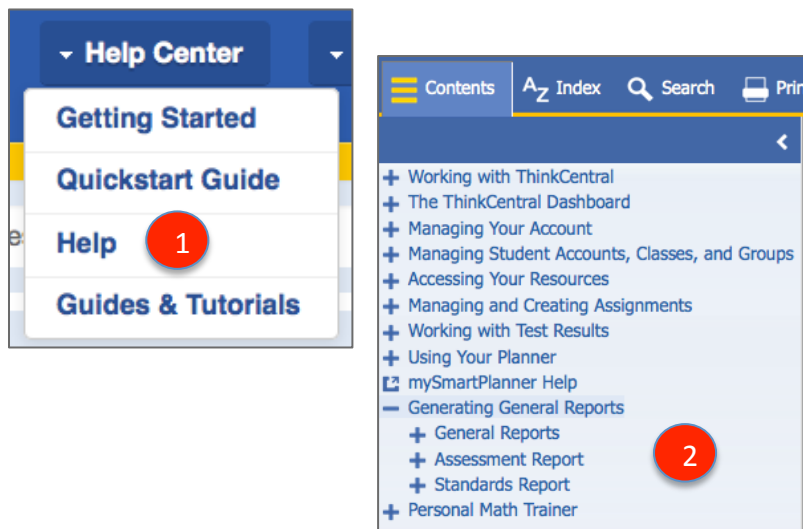 Help Center
Getting Started
Quickstart Guide
Help
1
Guides & Tutorials
Contents
AZ Index
Search
Working with ThinkCentral
The ThinkCentral Dashboard
Managing Your Account
Managing Student Accounts, Classes, and Groups
Accessing Your Resources
Managing and Creating Assignments
Working with Test Results
Using Your Planner
mySmartPlanner Help
Generating General Reports
General Reports
Assessment Report
2
Standards Report
Personal Math Trainer